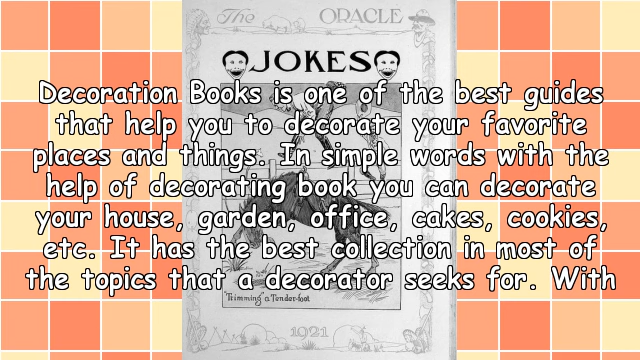 The ORACLE
JOKES
Decoration Books is one of the best guides
that help you to decorate your favorite
places and things. In simple words with the
help of decorating book you can decorate
your house, garden, office, cakes, cookies,
etc. It has the best collection in most of
the topics that a decorator seeks for. With
"Trimming" a Tender-foot
1921